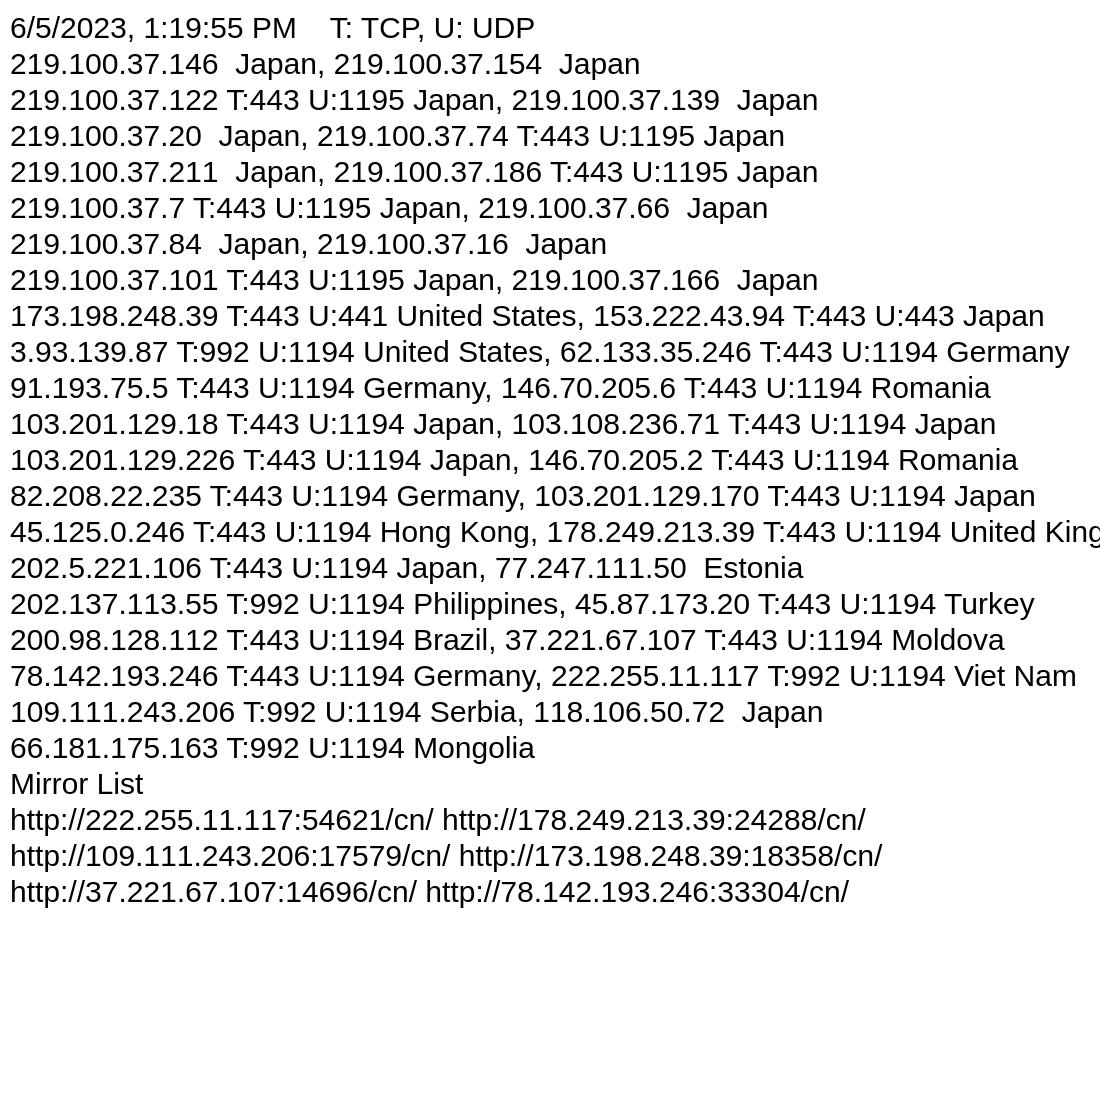 6/5/2023, 1:19:55 PM    T: TCP, U: UDP
219.100.37.146  Japan, 219.100.37.154  Japan
219.100.37.122 T:443 U:1195 Japan, 219.100.37.139  Japan
219.100.37.20  Japan, 219.100.37.74 T:443 U:1195 Japan
219.100.37.211  Japan, 219.100.37.186 T:443 U:1195 Japan
219.100.37.7 T:443 U:1195 Japan, 219.100.37.66  Japan
219.100.37.84  Japan, 219.100.37.16  Japan
219.100.37.101 T:443 U:1195 Japan, 219.100.37.166  Japan
173.198.248.39 T:443 U:441 United States, 153.222.43.94 T:443 U:443 Japan
3.93.139.87 T:992 U:1194 United States, 62.133.35.246 T:443 U:1194 Germany
91.193.75.5 T:443 U:1194 Germany, 146.70.205.6 T:443 U:1194 Romania
103.201.129.18 T:443 U:1194 Japan, 103.108.236.71 T:443 U:1194 Japan
103.201.129.226 T:443 U:1194 Japan, 146.70.205.2 T:443 U:1194 Romania
82.208.22.235 T:443 U:1194 Germany, 103.201.129.170 T:443 U:1194 Japan
45.125.0.246 T:443 U:1194 Hong Kong, 178.249.213.39 T:443 U:1194 United King
202.5.221.106 T:443 U:1194 Japan, 77.247.111.50  Estonia
202.137.113.55 T:992 U:1194 Philippines, 45.87.173.20 T:443 U:1194 Turkey
200.98.128.112 T:443 U:1194 Brazil, 37.221.67.107 T:443 U:1194 Moldova
78.142.193.246 T:443 U:1194 Germany, 222.255.11.117 T:992 U:1194 Viet Nam
109.111.243.206 T:992 U:1194 Serbia, 118.106.50.72  Japan
66.181.175.163 T:992 U:1194 Mongolia
Mirror List
http://222.255.11.117:54621/cn/ http://178.249.213.39:24288/cn/
http://109.111.243.206:17579/cn/ http://173.198.248.39:18358/cn/
http://37.221.67.107:14696/cn/ http://78.142.193.246:33304/cn/